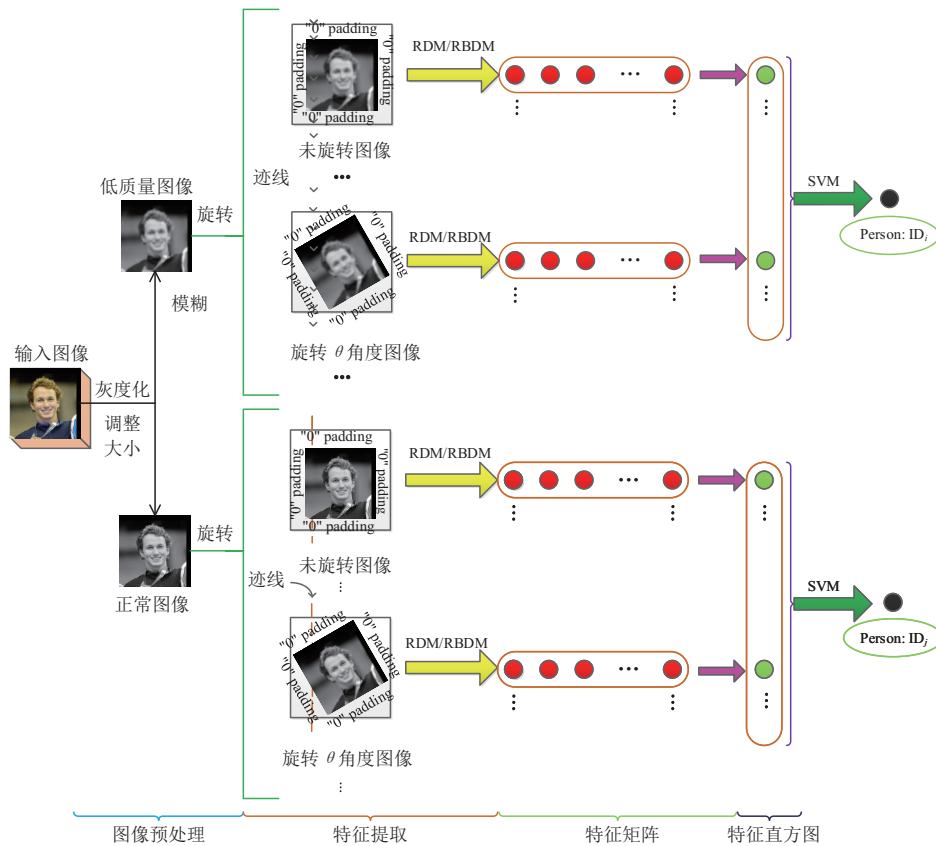 "0" padding
"0" padding
"0" padding
"0" padding
未旋转图像
•••
RDM/RBDM
•••
SVM
Person: IDi
低质量图像
旋转
迹线
"0" padding
"0" padding
"0" padding
"0" padding
旋转 θ 角度图像
•••
RDM/RBDM
•••
模糊
输入图像
灰度化
调整
大小
"0" padding
"0" padding
"0" padding
"0" padding
未旋转图像
...
RDM/RBDM
•••
SVM
Person: IDj
旋转
正常图像
迹线
"0" padding
"0" padding
"0" padding
"0" padding
旋转 θ 角度图像
...
RDM/RBDM
•••
图像预处理
特征提取
特征矩阵
特征直方图